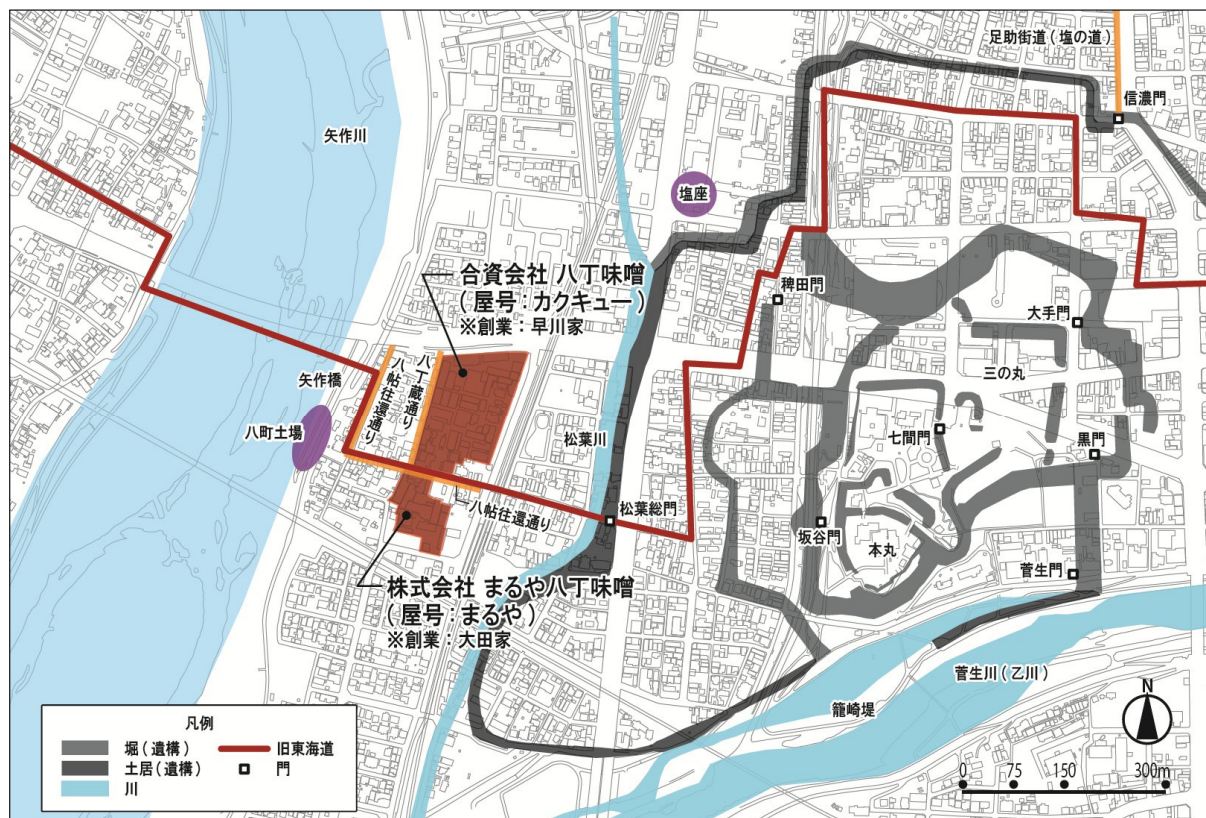 足助街道（塩の道）
信濃門
矢作川
塩座
合資会社 八丁味噌
（屋号：カクキュー）
※創業：早川家
稗田門
大手門
三の丸
八帖往還通り
八丁蔵通り
矢作橋
八町土場
松葉川
七間門
黒門
八帖往還通り
松葉総門
坂谷門
本丸
菅生門
株式会社 まるや八丁味噌
（屋号：まるや）
※創業：大田家
菅生川（乙川）
籠崎堤
N
凡例
堀（遺構）
旧東海道
土居（遺構）
門
川
0 75 150 300m